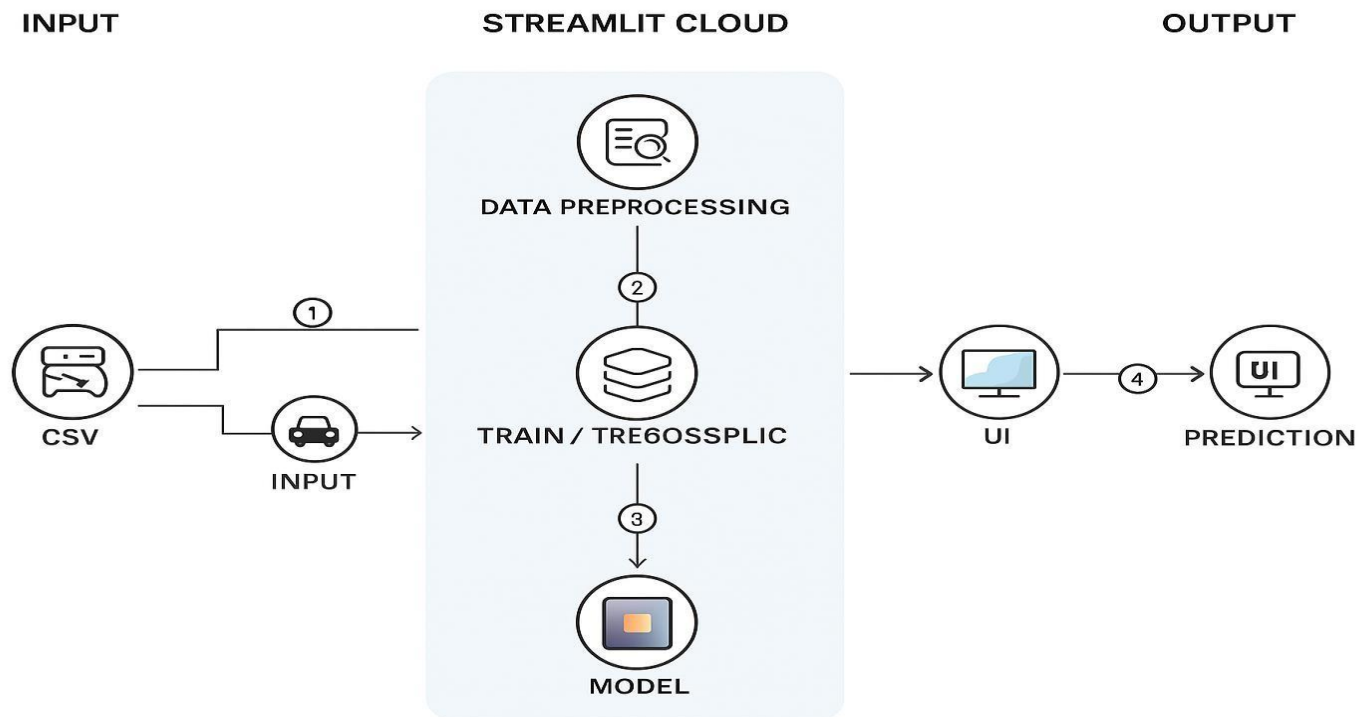 INPUT
STREAMLIT CLOUD
OUTPUT
DATA PREPROCESSING
1
2
CSV
INPUT
TRAIN / TRE6OSSPLIC
UI
4
UI
PREDICTION
3
MODEL